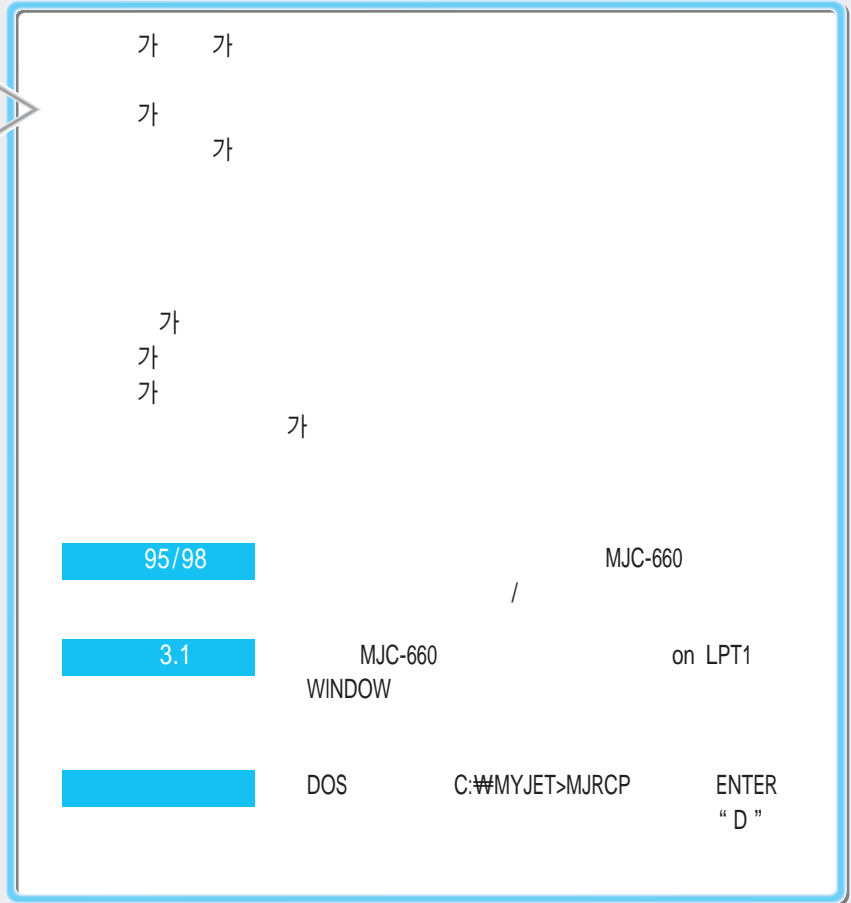 가 가
가
가
가
가
가
가
95/98 MJC-660
/
3.1 MJC-660 on LPT1
WINDOW
DOS C:₩MYJET>MJRCP ENTER
“ D ”